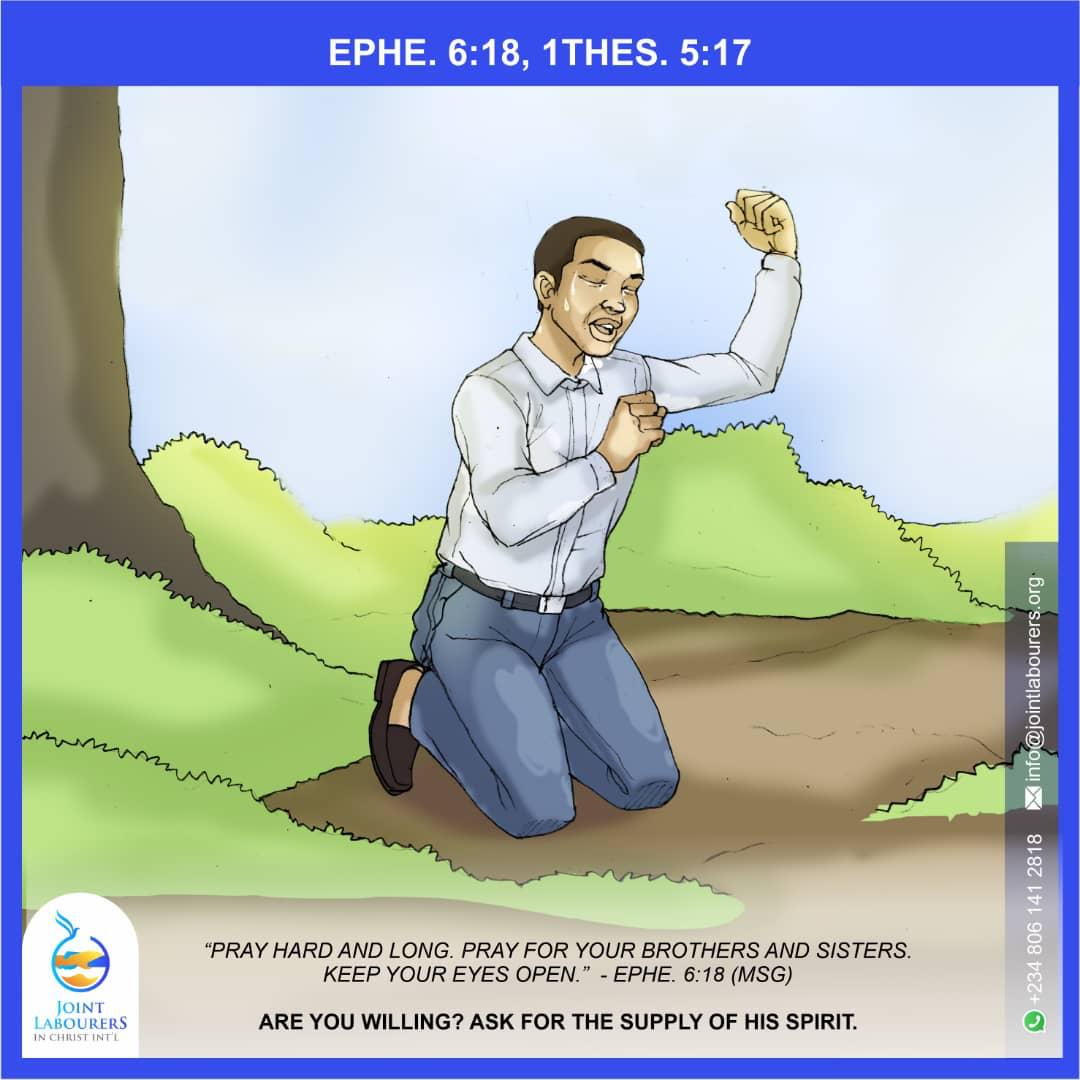 EPHE. 6:18, 1THES. 5:17
“PRAY HARD AND LONG. PRAY FOR YOUR BROTHERS AND SISTERS.
KEEP YOUR EYES OPEN.” - EPHE. 6:18 (MSG)
ARE YOU WILLING? ASK FOR THE SUPPLY OF HIS SPIRIT.
JOINT
LABOURERS
IN CHRIST INT'L
+234 806 141 2818 info@jointlabourers.org